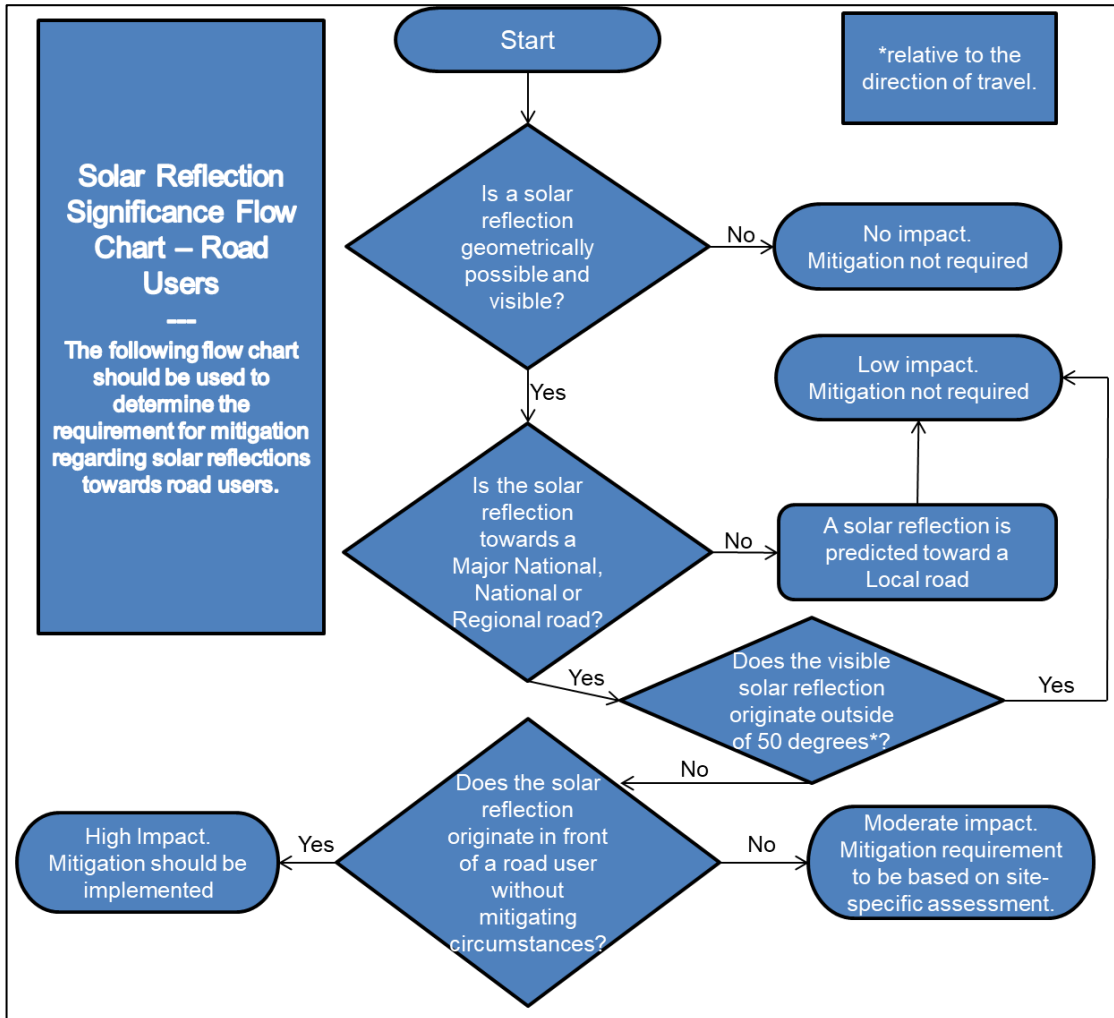 Start
*relative to the
direction of travel.
Solar Reflection
Significance Flow
Chart – Road
Users
---
The following flow chart
should be used to
determine the
requirement for mitigation
regarding solar reflections
towards road users.
Is a solar
reflection
geometrically
possible and
visible?
No
No impact.
Mitigation not required
Yes
Low impact.
Mitigation not required
Is the solar
reflection
towards a
Major National,
National or
Regional road?
No
A solar reflection is
predicted toward a
Local road
Yes
Does the visible
solar reflection
originate outside
of 50 degrees*?
Yes
No
Does the solar
reflection
originate in front
of a road user
without
mitigating
circumstances?
Yes
High Impact.
Mitigation should be
implemented
No
Moderate impact.
Mitigation requirement
to be based on site-
specific assessment.